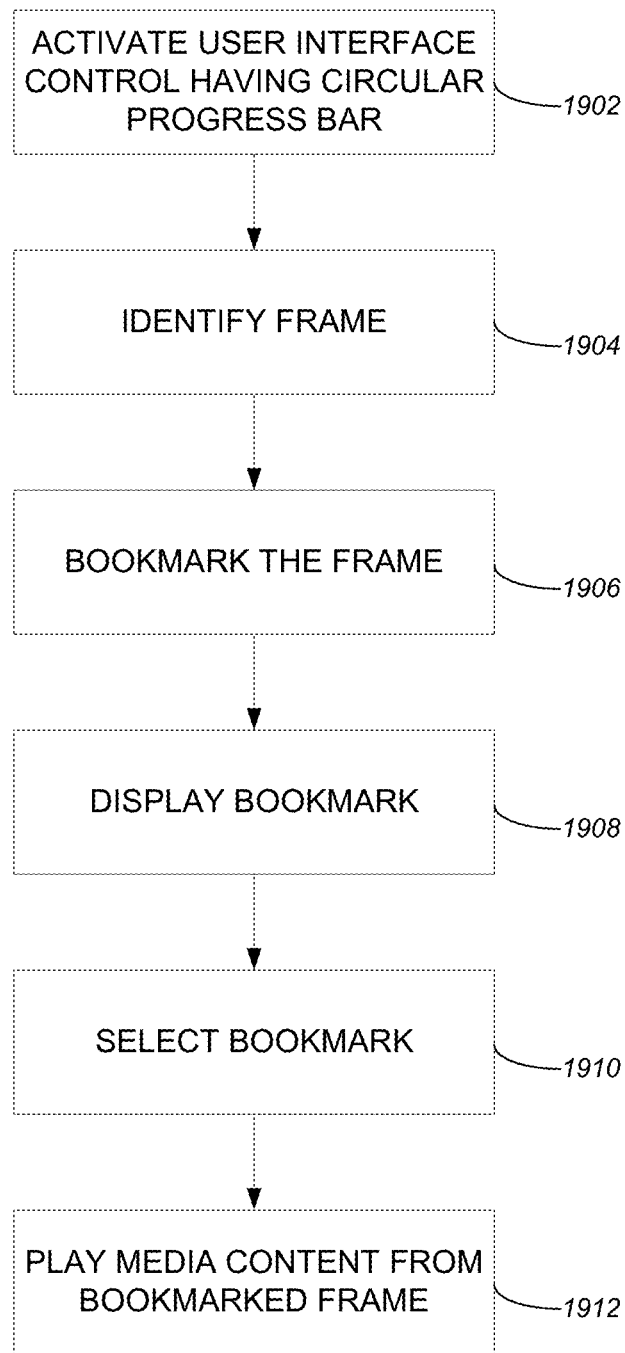 ACTIVATE USER INTERFACE
CONTROL HAVING CIRCULAR
PROGRESS BAR
1902
IDENTIFY FRAME
1904
BOOKMARK THE FRAME
1906
DISPLAY BOOKMARK
1908
SELECT BOOKMARK
1910
PLAY MEDIA CONTENT FROM
BOOKMARKED FRAME
1912